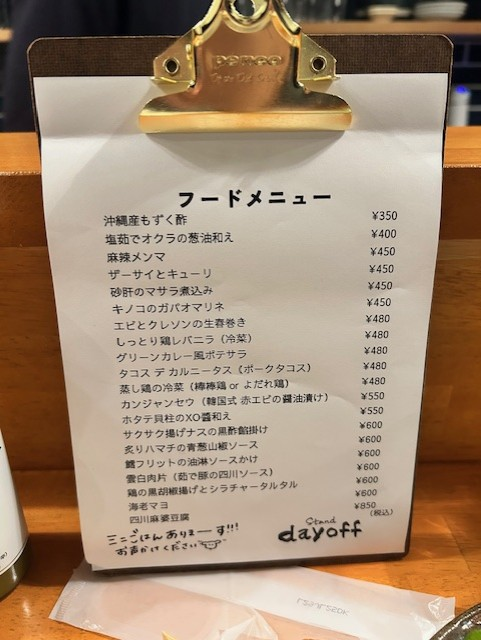 penco
フードメニュー
沖縄産もずく酢 ¥350
塩茹でオクラの葱油和え ¥400
麻辣メンマ ¥450
ザーサイとキューリ ¥450
砂肝のマサラ煮込み ¥450
キノコのガパオマリネ ¥450
エビとクレソンの生春巻き ¥480
しっとり鶏レバニラ（冷菜） ¥480
グリーンカレー風ポテサラ ¥480
タコス デ カルニータス（ポークタコス） ¥480
蒸し鶏の冷菜（棒棒鶏 or よだれ鶏） ¥480
カンジャンセウ（韓国式 赤エビの醤油漬け） ¥550
ホタテ貝柱のXO醬和え ¥550
サクサク揚げナスの黒酢餡掛け ¥600
炙りハマチの青葱山椒ソース ¥600
鱈フリットの油淋ソースかけ ¥600
雲白肉片（茹で豚の四川ソース） ¥600
鶏の黒胡椒揚げとシラチャータルタル ¥600
海老マヨ ¥600
四川麻婆豆腐 ¥850
(税込)
ミニごはんありまーす!!!
お声かけください
Stand
dayoff